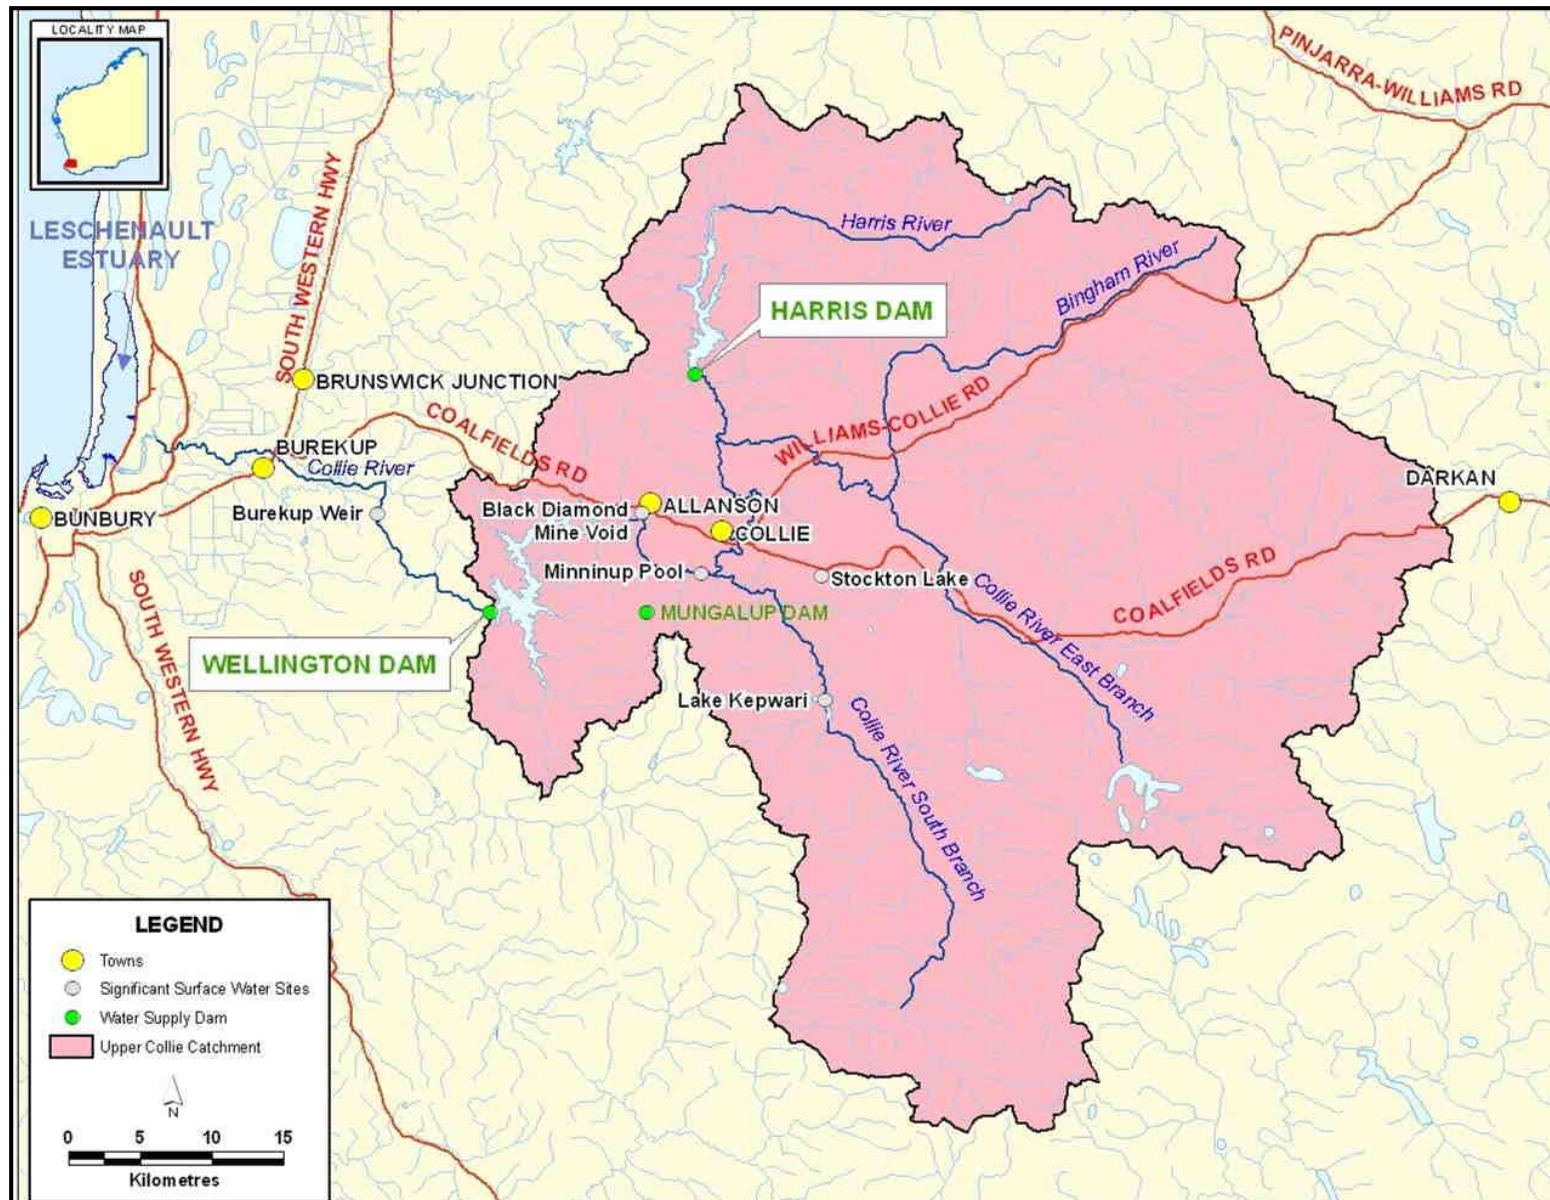 LOCALITY MAP
PINJARRA-WILLIAMS RD
LESCHENAULT
ESTUARY
SOUTH WESTERN HWY
Harris River
Bingham River
HARRIS DAM
BRUNSWICK JUNCTION
COALFIELDS RD
WILLIAMS-COLLIE RD
BUREKUP
Collie River
DARKAN
BUNBURY
Burekup Weir
Black Diamond
Mine Void
ALLANSON
COLLIE
Minninup Pool
Stockton Lake
Collie River East Branch
COALFIELDS RD
MUNGALUP DAM
WELLINGTON DAM
SOUTH WESTERN HWY
Lake Kepwari
Collie River South Branch
LEGEND
Towns
Significant Surface Water Sites
Water Supply Dam
Upper Collie Catchment
N
0 5 10 15
Kilometres